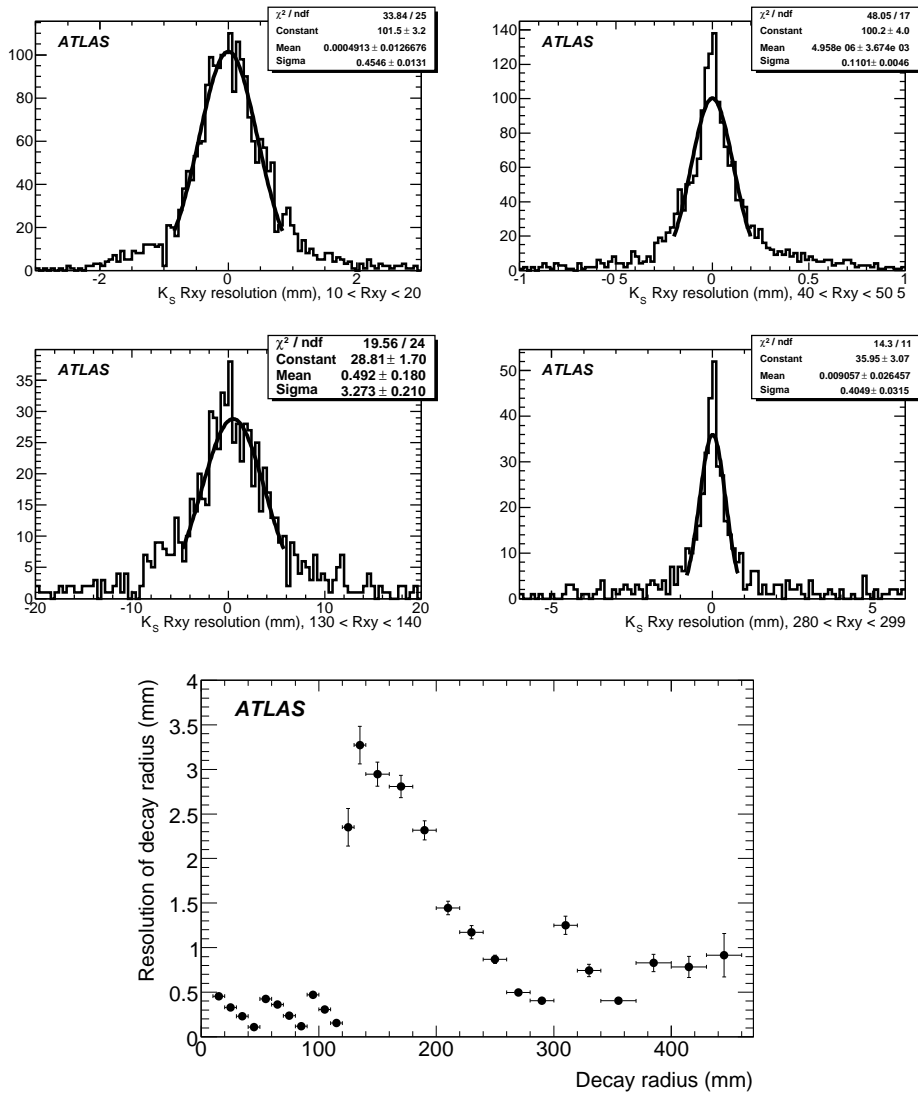 ATLAS
χ² / ndf 33.84 / 25
Constant 101.5 ± 3.2
Mean 0.0004913 ± 0.0126676
Sigma 0.4546 ± 0.0131
100
80
60
40
20
0
-2 0 2
K_S Rxy resolution (mm), 10 < Rxy < 20
ATLAS
χ² / ndf 48.05 / 17
Constant 100.2 ± 4.0
Mean 4.958e 06 ± 3.674e 03
Sigma 0.1101 ± 0.0046
140
120
100
80
60
40
20
0
-1 -0.5 0 0.5 1
K_S Rxy resolution (mm), 40 < Rxy < 50 5
ATLAS
χ² / ndf 19.56 / 24
Constant 28.81 ± 1.70
Mean 0.492 ± 0.180
Sigma 3.273 ± 0.210
35
30
25
20
15
10
5
0
-20 -10 0 10 20
K_S Rxy resolution (mm), 130 < Rxy < 140
ATLAS
χ² / ndf 14.3 / 11
Constant 35.95 ± 3.07
Mean 0.009057 ± 0.026457
Sigma 0.4049 ± 0.0315
50
40
30
20
10
0
-5 0 5
K_S Rxy resolution (mm), 280 < Rxy < 299
ATLAS
Resolution of decay radius (mm)
4
3.5
3
2.5
2
1.5
1
0.5
0
0 100 200 300 400
Decay radius (mm)